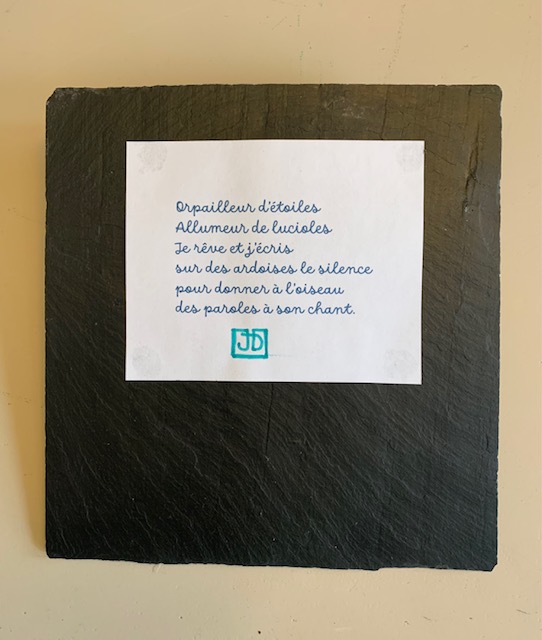 Orpailleur d'étoiles
Allumeur de lucioles
Je rêve et j'écris
sur des ardoises le silence
pour donner à l'oiseau
des paroles à son chant.
JD